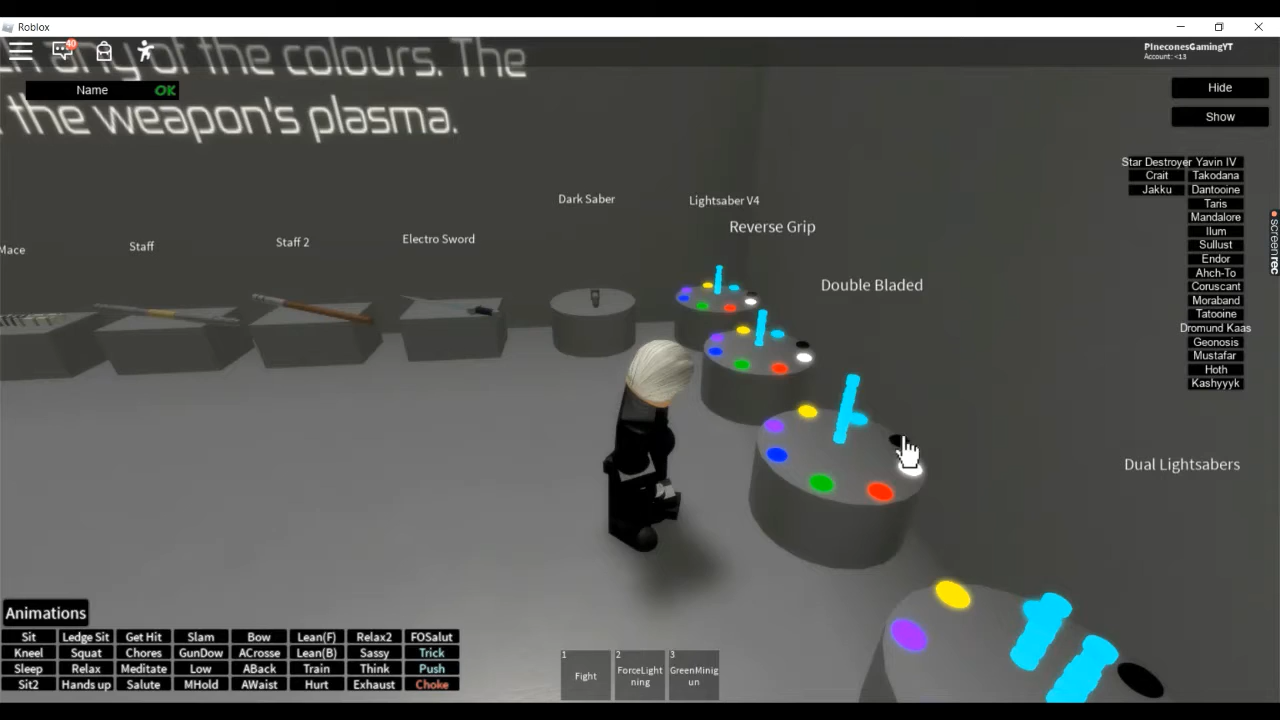 Roblox
PIneconesGamingYT
Account: <13
any of the colours. The
the weapon's plasma.
Name OK
Hide
Show
Star Destroyer Yavin IV
Crait Takodana
Jakku Dantooine
Taris
Mandalore
Ilum
Sullust
Endor
Ahch-To
Coruscant
Moraband
Tatooine
Dromund Kaas
Geonosis
Mustafar
Hoth
Kashyyyk
screenrec
Dark Saber
Lightsaber V4
Reverse Grip
Mace
Staff
Staff 2
Electro Sword
Double Bladed
Dual Lightsabers
Animations
Sit Ledge Sit Get Hit Slam Bow Lean(F) Relax2 FOSalut
Kneel Squat Chores GunDow ACrosse Lean(B) Sassy Trick
Sleep Relax Meditate Low ABack Train Think Push
Sit2 Hands up Salute MHold AWaist Hurt Exhaust Choke
1 2 3
Fight
ForceLight
ning
GreenMinig
un